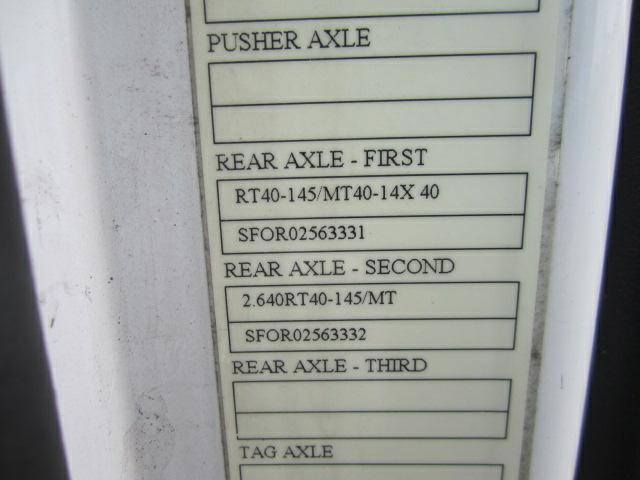 PUSHER AXLE
REAR AXLE - FIRST
RT40-145/MT40-14X 40
SFOR02563331
REAR AXLE - SECOND
2.640RT40-145/MT
SFOR02563332
REAR AXLE - THIRD
TAG AXLE